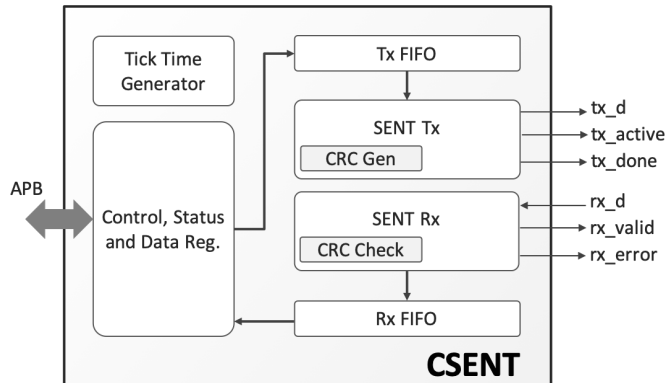 Tick Time
Generator
Tx FIFO
SENT Tx
CRC Gen
tx_d
tx_active
tx_done
APB
Control, Status
and Data Reg.
SENT Rx
CRC Check
rx_d
rx_valid
rx_error
Rx FIFO
CSENT